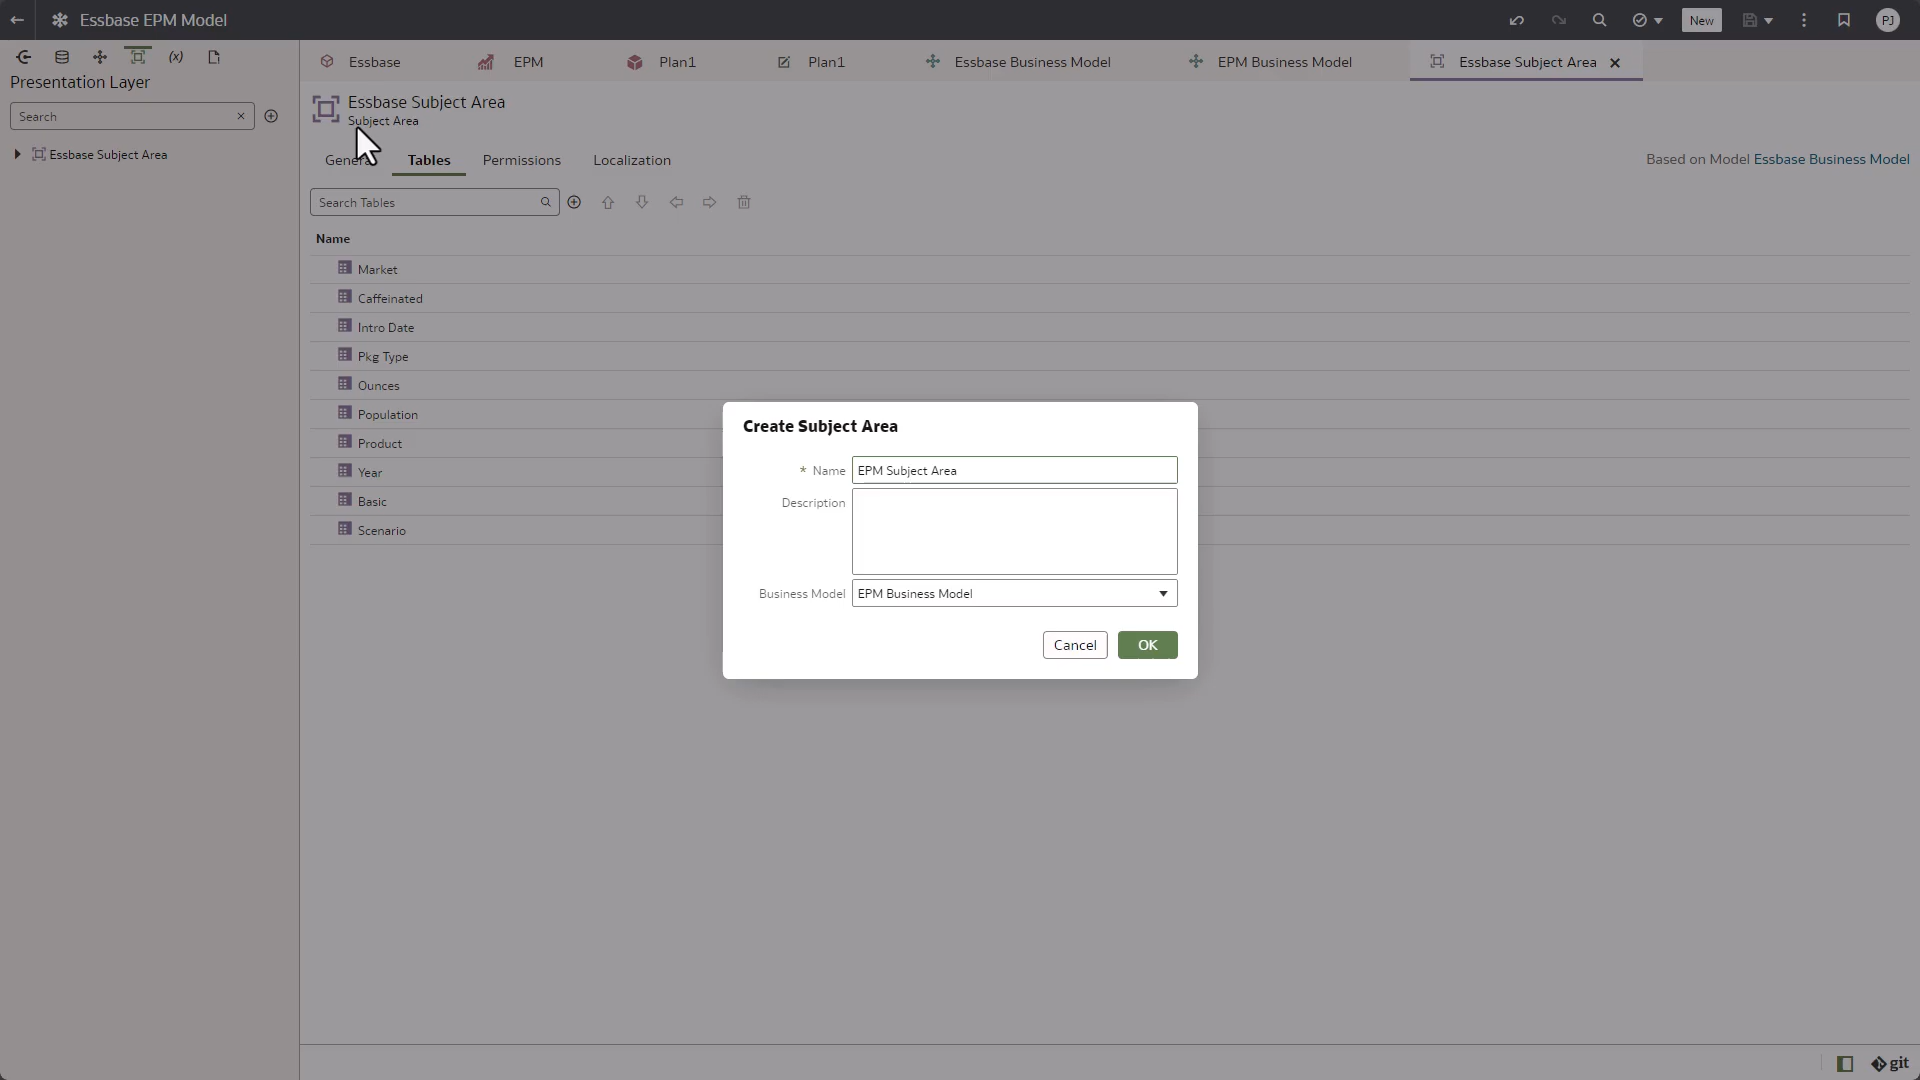 Essbase EPM Model
New
PJ
(x)
Presentation Layer
Search
Essbase Subject Area
Essbase
EPM
Plan1
Plan1
Essbase Business Model
EPM Business Model
Essbase Subject Area
Essbase Subject Area
Subject Area
General
Tables
Permissions
Localization
Based on Model Essbase Business Model
Search Tables
Name
Market
Caffeinated
Intro Date
Pkg Type
Ounces
Population
Product
Year
Basic
Scenario
Create Subject Area
* Name EPM Subject Area
Description
Business Model EPM Business Model
Cancel OK
git